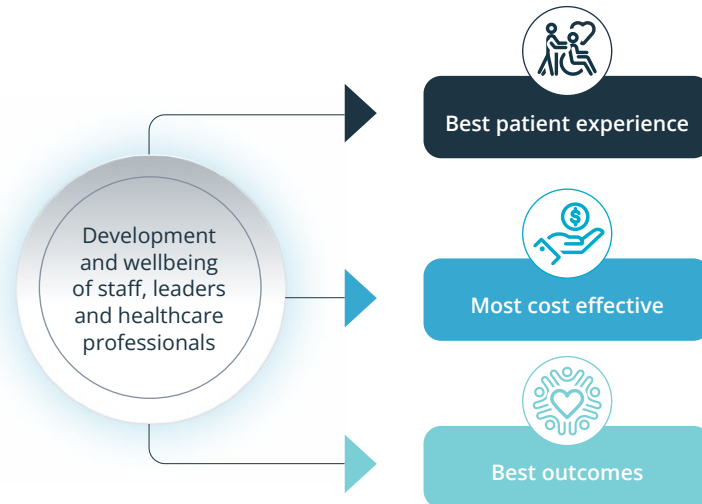 Best patient experience
Development
and wellbeing
of staff, leaders
and healthcare
professionals
$
Most cost effective
Best outcomes